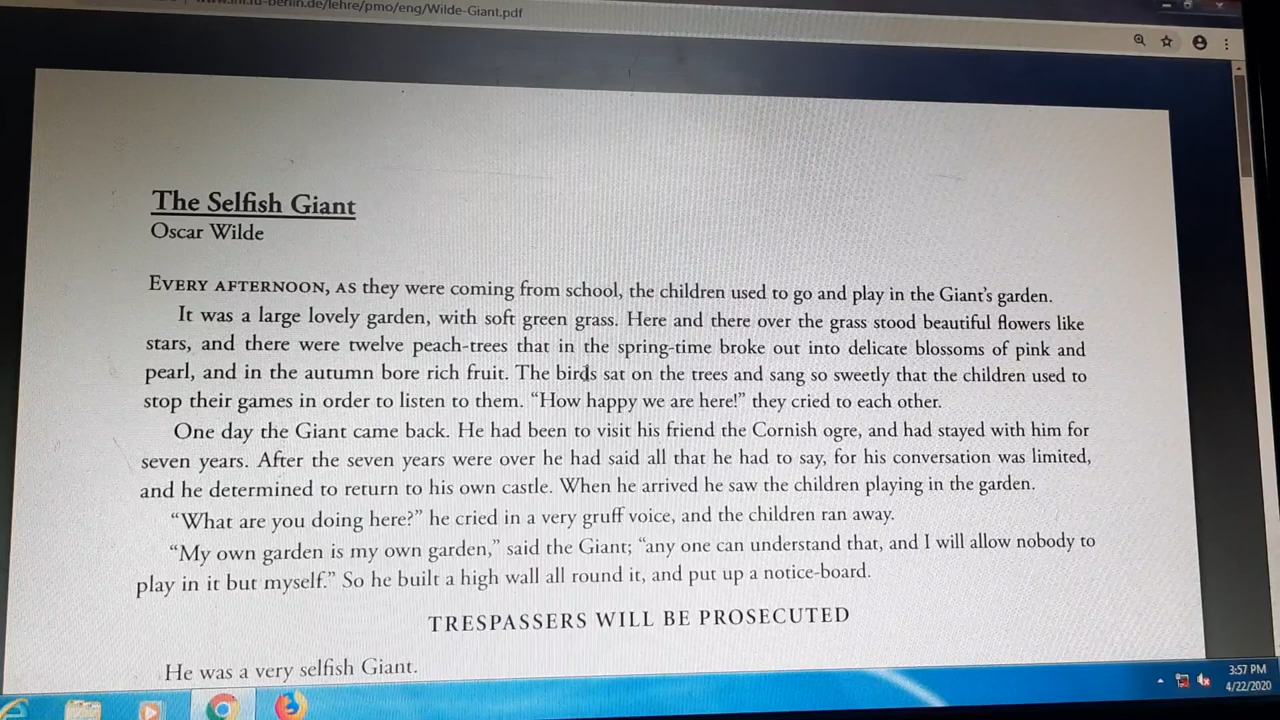 /lehre/pmo/eng/Wilde-Giant.pdf
The Selfish Giant
Oscar Wilde
EVERY AFTERNOON, AS they were coming from school, the children used to go and play in the Giant's garden.
It was a large lovely garden, with soft green grass. Here and there over the grass stood beautiful flowers like
stars, and there were twelve peach-trees that in the spring-time broke out into delicate blossoms of pink and
pearl, and in the autumn bore rich fruit. The birds sat on the trees and sang so sweetly that the children used to
stop their games in order to listen to them. “How happy we are here!” they cried to each other.
One day the Giant came back. He had been to visit his friend the Cornish ogre, and had stayed with him for
seven years. After the seven years were over he had said all that he had to say, for his conversation was limited,
and he determined to return to his own castle. When he arrived he saw the children playing in the garden.
“What are you doing here?” he cried in a very gruff voice, and the children ran away.
“My own garden is my own garden,” said the Giant; “any one can understand that, and I will allow nobody to
play in it but myself.” So he built a high wall all round it, and put up a notice-board.
TRESPASSERS WILL BE PROSECUTED
He was a very selfish Giant.
3:57 PM
4/22/2020